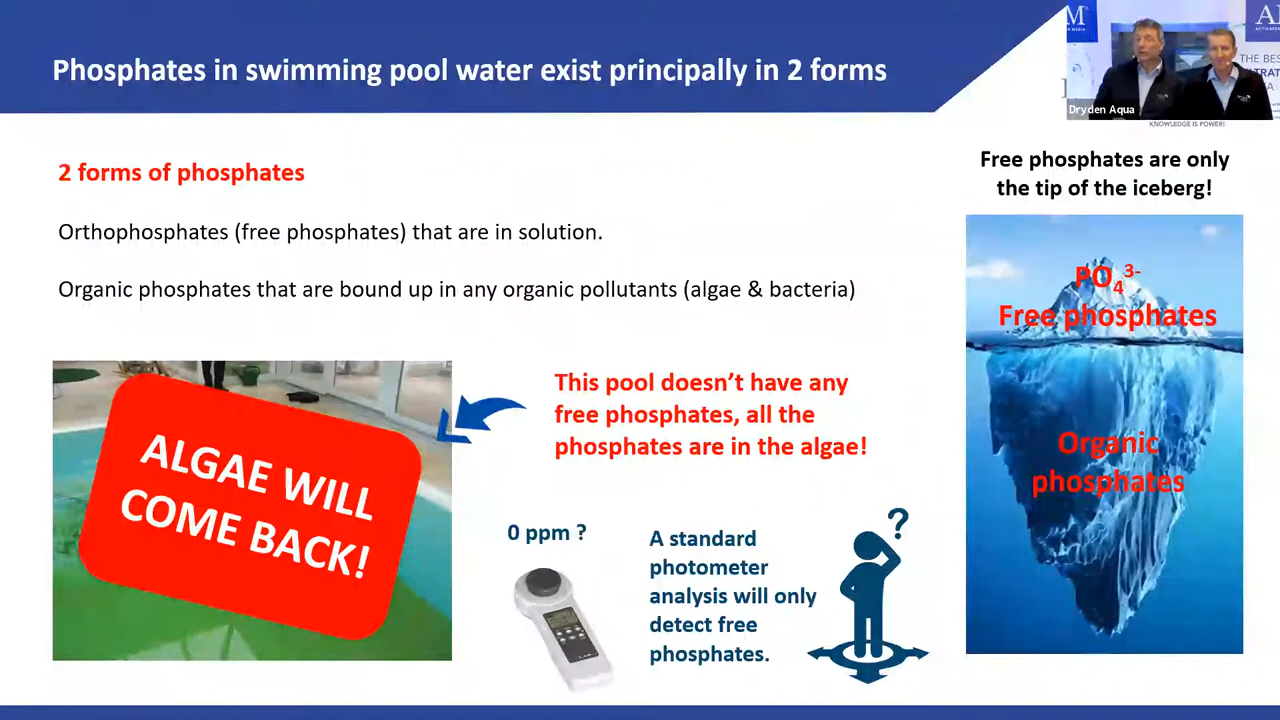 Phosphates in swimming pool water exist principally in 2 forms
M
A
THE BES
Dryden Aqua
KNOWLEDGE IS POWER!
2 forms of phosphates
Orthophosphates (free phosphates) that are in solution.
Organic phosphates that are bound up in any organic pollutants (algae & bacteria)
Free phosphates are only
the tip of the iceberg!
PO₄³⁻
Free phosphates
Organic
phosphates
ALGAE WILL
COME BACK!
This pool doesn’t have any
free phosphates, all the
phosphates are in the algae!
0 ppm ?
A standard
photometer
analysis will only
detect free
phosphates.
?